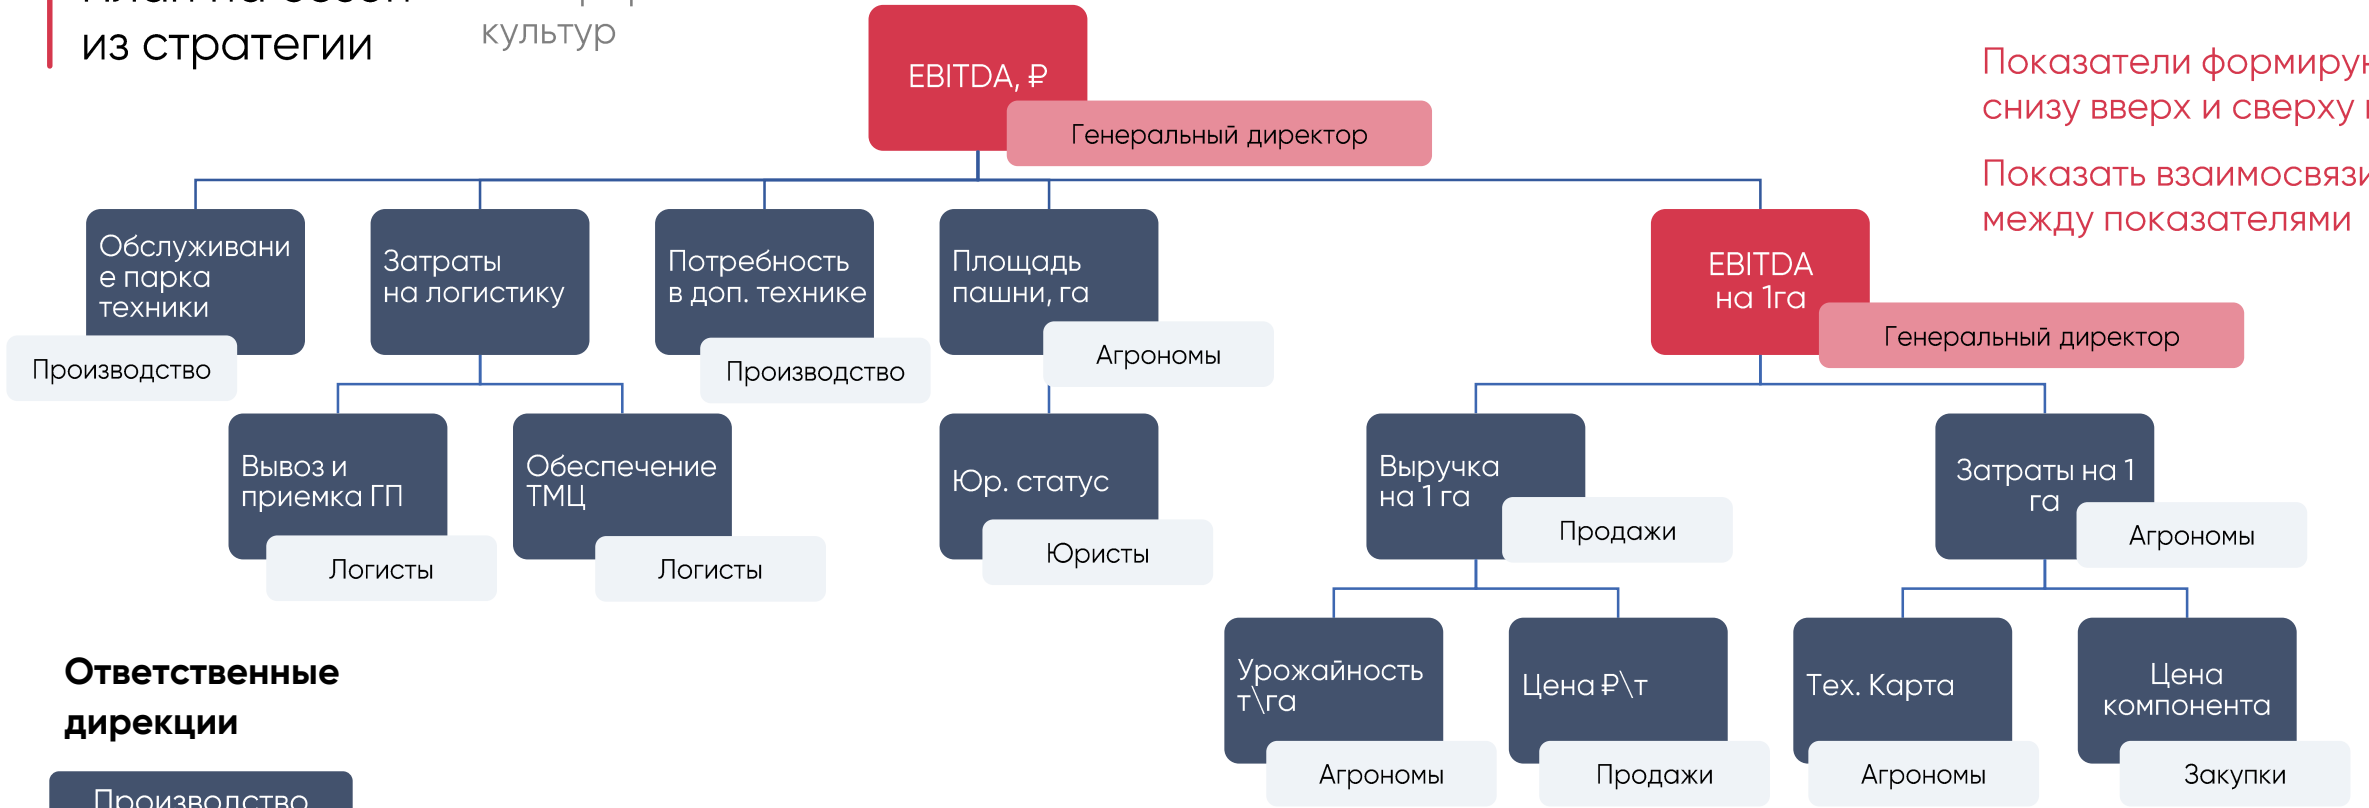 из стратегии
культур
EBITDA, ₽
Генеральный директор
Показатели
снизу вверх и сверху
Показать взаимосвязи
между показателями
Обслуживани
е парка
техники
Производство
Затраты
на логистику
Потребность
в доп. технике
Производство
Площадь
пашни, га
Агрономы
EBITDA
на 1га
Генеральный директор
Вывоз и
приемка ГП
Логисты
Обеспечение
ТМЦ
Логисты
Юр. статус
Юристы
Выручка
на 1 га
Продажи
Затраты на 1
га
Агрономы
Урожайность
т\га
Агрономы
Цена ₽\т
Продажи
Тех. Карта
Агрономы
Цена
компонента
Закупки
Ответственные
дирекции
Производство